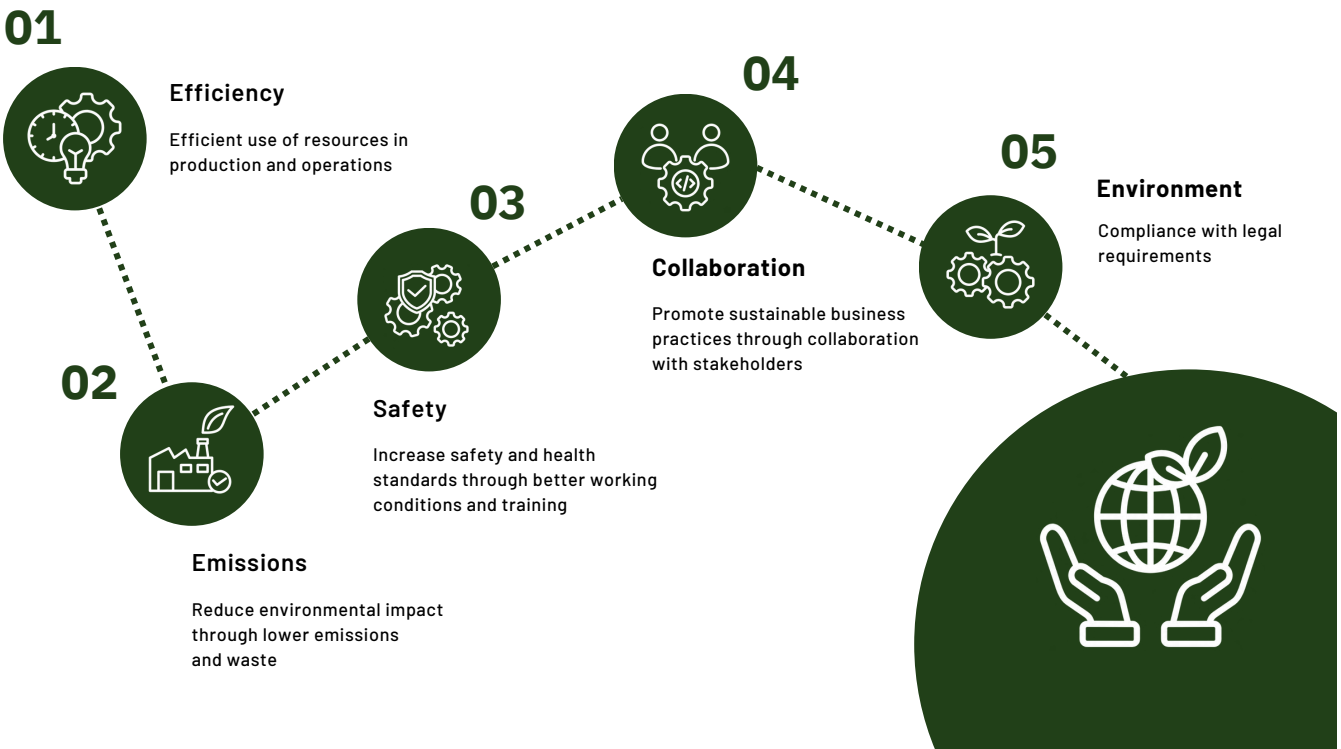 01
Efficiency
Efficient use of resources in
production and operations
02
Emissions
Reduce environmental impact
through lower emissions
and waste
03
Safety
Increase safety and health
standards through better working
conditions and training
04
Collaboration
Promote sustainable business
practices through collaboration
with stakeholders
05
Environment
Compliance with legal
requirements